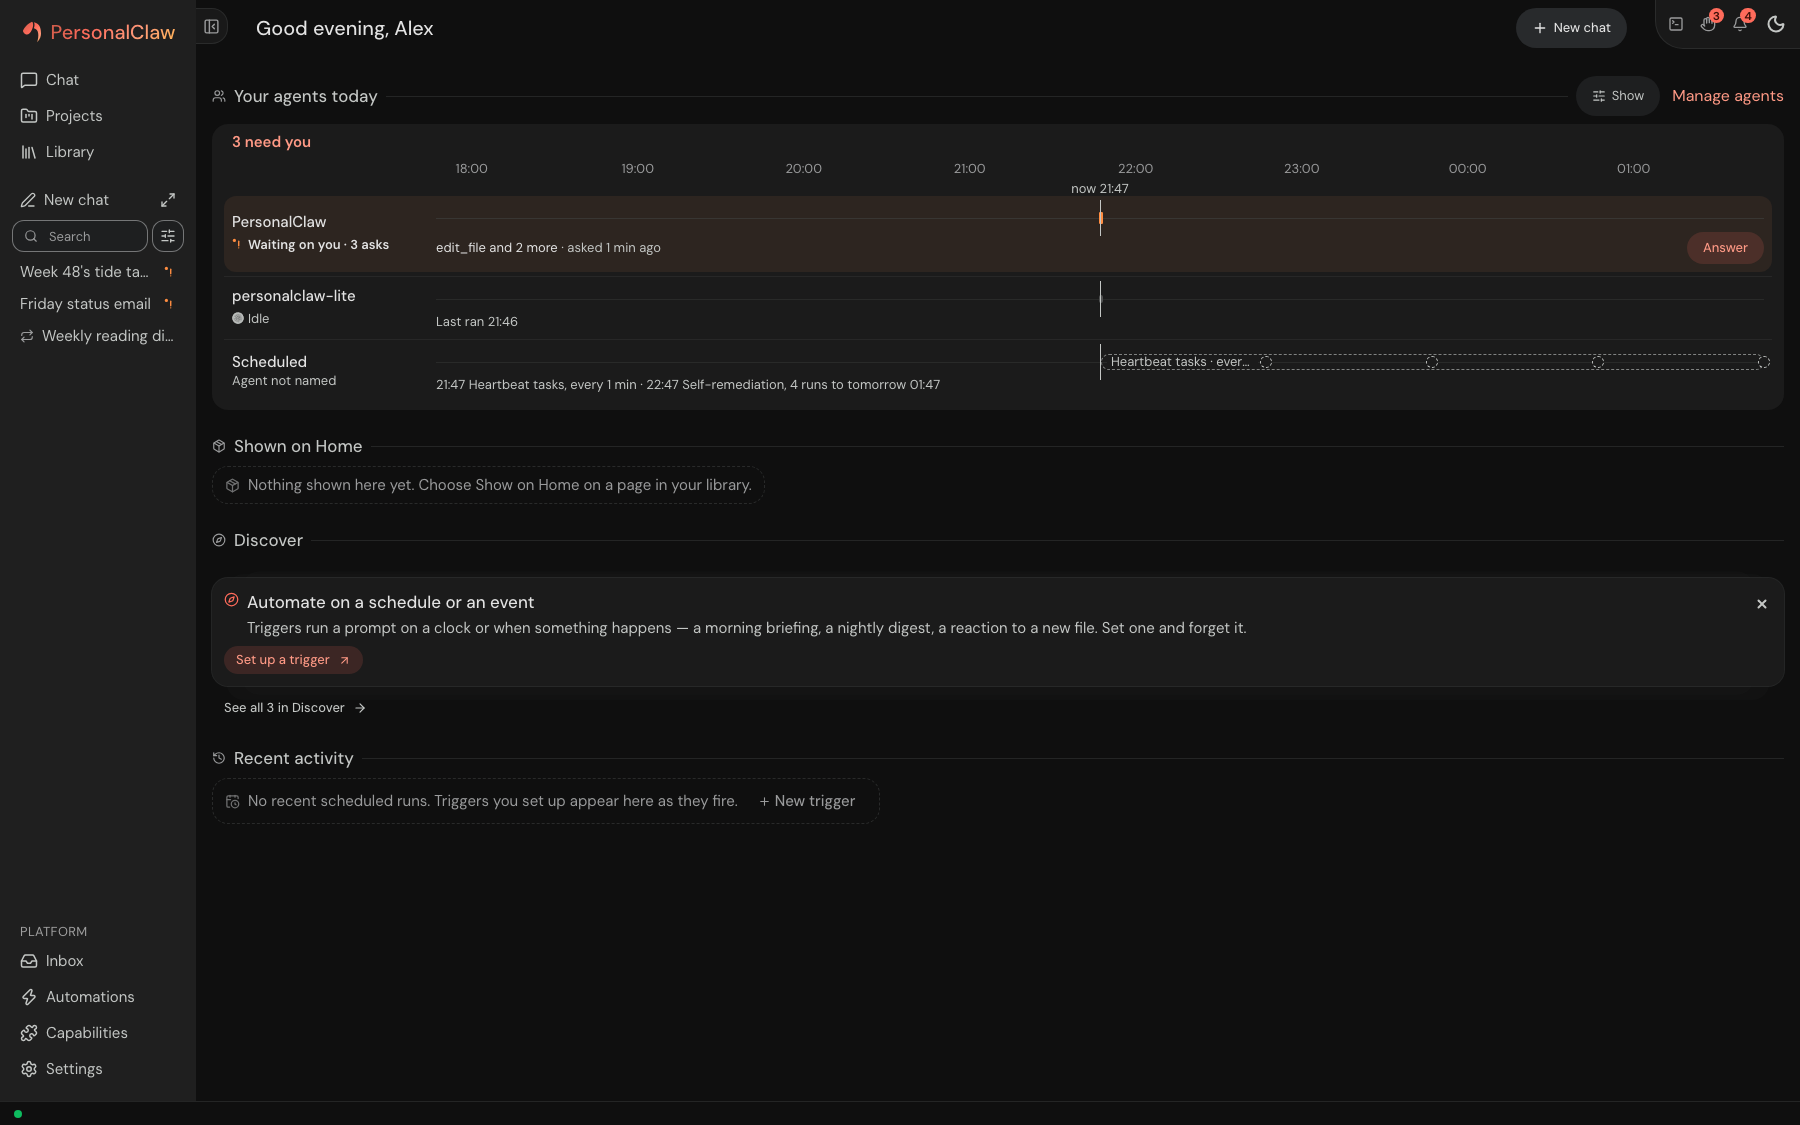 PersonalClaw
Good evening, Alex
New chat
3
4
Chat
Projects
Library
New chat
Search
Week 48's tide ta...
Friday status email
Weekly reading di...
Your agents today
Show
Manage agents
3 need you
18:00 19:00 20:00 21:00 22:00 23:00 00:00 01:00
now 21:47
PersonalClaw
Waiting on you · 3 asks
edit_file and 2 more · asked 1 min ago
Answer
personalclaw-lite
Idle
Last ran 21:46
Scheduled
Agent not named
Heartbeat tasks · ever...
21:47 Heartbeat tasks, every 1 min · 22:47 Self-remediation, 4 runs to tomorrow 01:47
Shown on Home
Nothing shown here yet. Choose Show on Home on a page in your library.
Discover
Automate on a schedule or an event
Triggers run a prompt on a clock or when something happens — a morning briefing, a nightly digest, a reaction to a new file. Set one and forget it.
Set up a trigger
See all 3 in Discover
Recent activity
No recent scheduled runs. Triggers you set up appear here as they fire.
+ New trigger
PLATFORM
Inbox
Automations
Capabilities
Settings